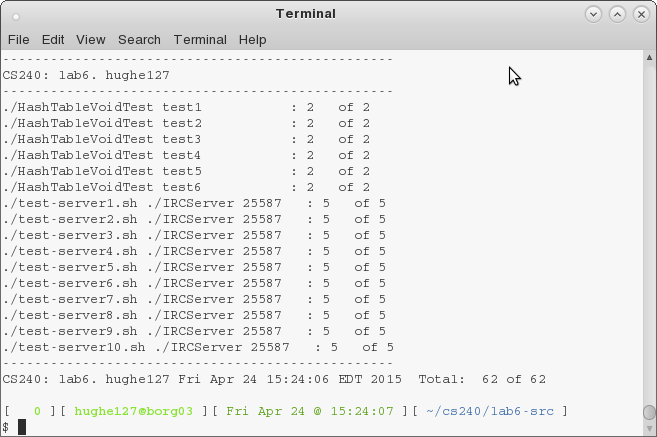 Terminal
File Edit View Search Terminal Help
------------------------------------------------
CS240: lab6. hughe127
------------------------------------------------
./HashTableVoidTest test1           : 2   of 2
./HashTableVoidTest test2           : 2   of 2
./HashTableVoidTest test3           : 2   of 2
./HashTableVoidTest test4           : 2   of 2
./HashTableVoidTest test5           : 2   of 2
./HashTableVoidTest test6           : 2   of 2
./test-server1.sh ./IRCServer 25587   : 5   of 5
./test-server2.sh ./IRCServer 25587   : 5   of 5
./test-server3.sh ./IRCServer 25587   : 5   of 5
./test-server4.sh ./IRCServer 25587   : 5   of 5
./test-server5.sh ./IRCServer 25587   : 5   of 5
./test-server6.sh ./IRCServer 25587   : 5   of 5
./test-server7.sh ./IRCServer 25587   : 5   of 5
./test-server8.sh ./IRCServer 25587   : 5   of 5
./test-server9.sh ./IRCServer 25587   : 5   of 5
./test-server10.sh ./IRCServer 25587   : 5   of 5
------------------------------------------------
CS240: lab6. hughe127 Fri Apr 24 15:24:06 EDT 2015  Total:  62 of 62
[   0 ][ hughe127@borg03 ][ Fri Apr 24 @ 15:24:07 ][ ~/cs240/lab6-src ]
$